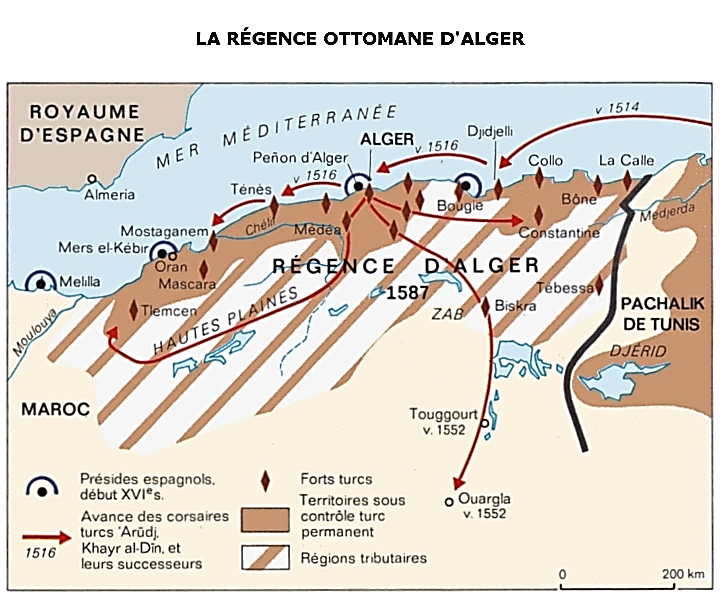 LA RÉGENCE OTTOMANE D'ALGER
ROYAUME
D'ESPAGNE
MER MÉDITERRANÉE
v. 1514
Almeria
ALGER
Peñon d'Alger
v. 1516
Djidjelli
Collo
La Calle
Ténès
v. 1516
Bougie
Bône
Medjerda
Mostaganem
Chélif
Médéa
Constantine
Mers el-Kébir
Oran
Mascara
RÉGENCE D'ALGER
1587
Melilla
Tébessa
Tlemcen
HAUTES PLAINES
ZAB
Biskra
PACHALIK
DE TUNIS
Moulouya
DJÉRID
MAROC
Touggourt
v. 1552
Ouargla
v. 1552
Présides espagnols,
début XVIᵉs.
1516
Avance des corsaires
turcs 'Arūdj,
Khayr al-Dīn, et
leurs successeurs
Forts turcs
Territoires sous
contrôle turc
permanent
Régions tributaires
0 200 km